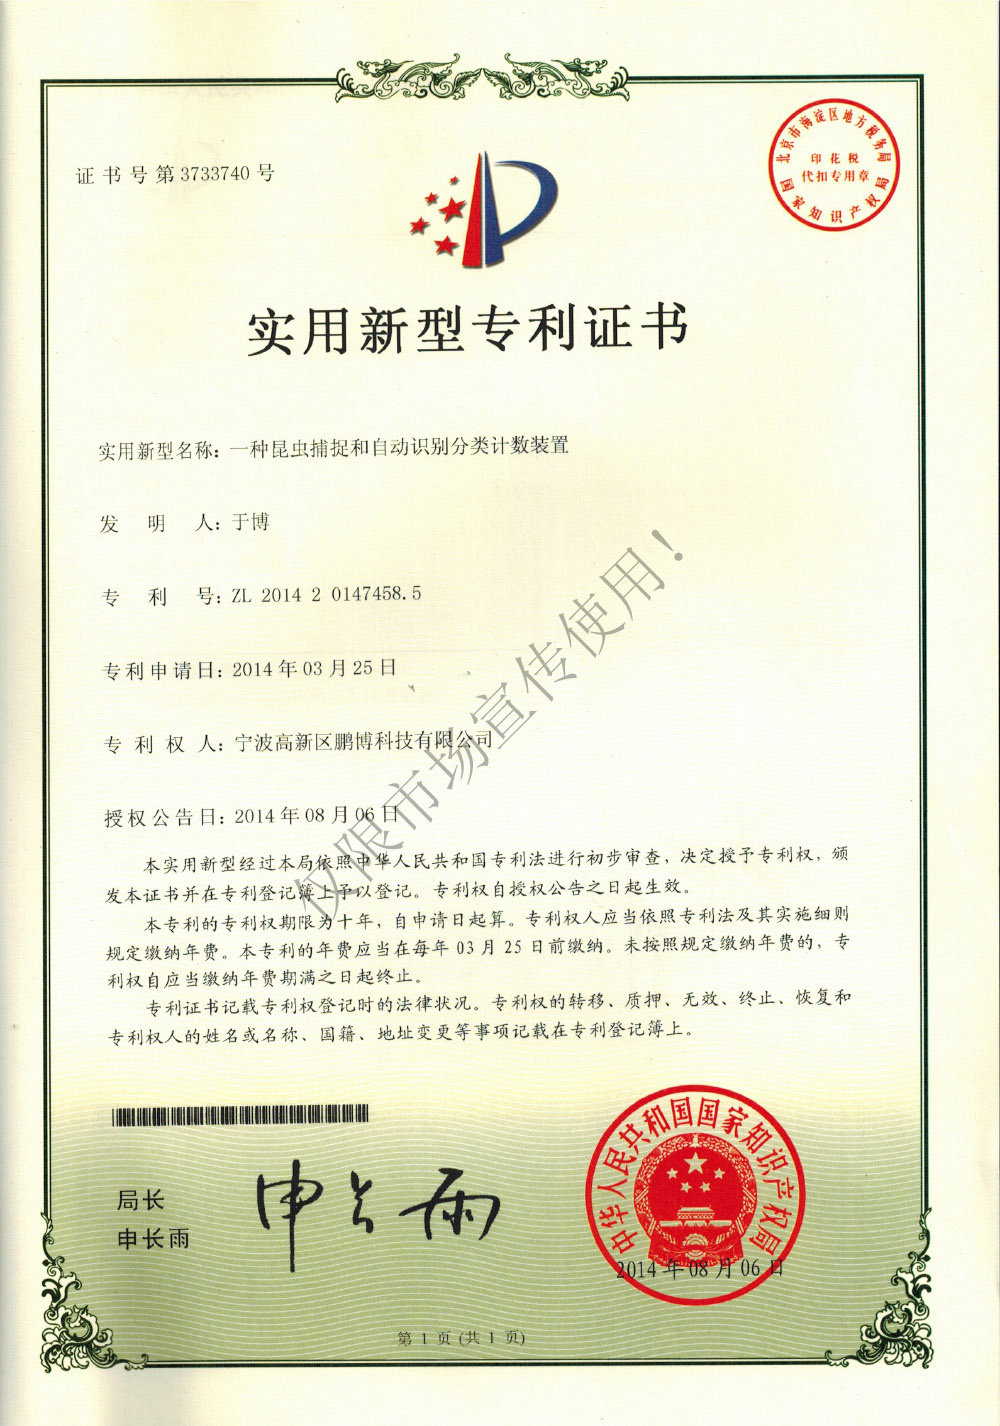 证书号第3733740号
北京市海淀区地方税务局
印花税
代扣专用章
国家知识产权局
实用新型专利证书
实用新型名称：一种昆虫捕捉和自动识别分类计数装置
发明人：于博
专利号：ZL 2014 2 0147458.5
专利申请日：2014年03月25日
专利权人：宁波高新区鹏博科技有限公司
授权公告日：2014年08月06日
本实用新型经过本局依照中华人民共和国专利法进行初步审查，决定授予专利权，颁
发本证书并在专利登记簿上予以登记。专利权自授权公告之日起生效。
本专利的专利权期限为十年，自申请日起算。专利权人应当依照专利法及其实施细则
规定缴纳年费。本专利的年费应当在每年03月25日前缴纳。未按照规定缴纳年费的，专
利权自应当缴纳年费期满之日起终止。
专利证书记载专利权登记时的法律状况。专利权的转移、质押、无效、终止、恢复和
专利权人的姓名或名称、国籍、地址变更等事项记载在专利登记簿上。
仅限市场宣传使用！
局长
申长雨
申长雨
中华人民共和国国家知识产权局
2014年08月06日
第1页(共1页)